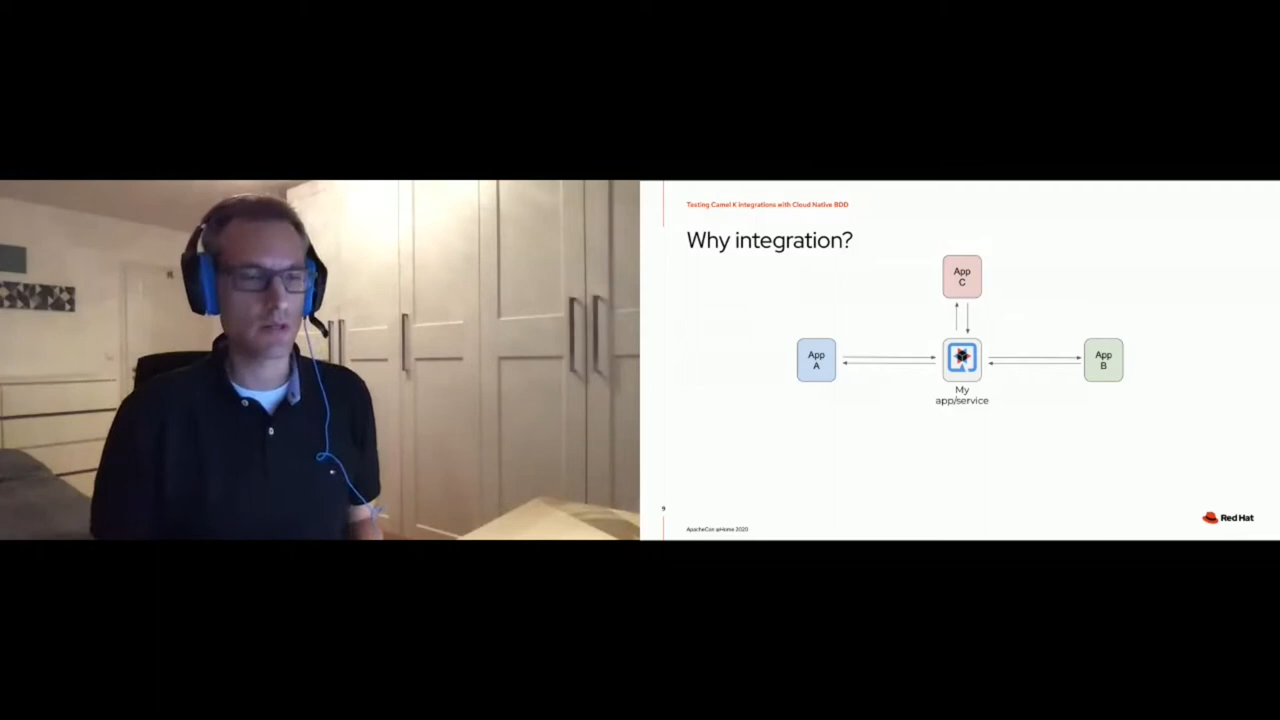 Testing Camel K integrations with Cloud Native BDD
Why integration?
App
C
App
A
App
B
My
app/service
9
ApacheCon @Home 2020
Red Hat